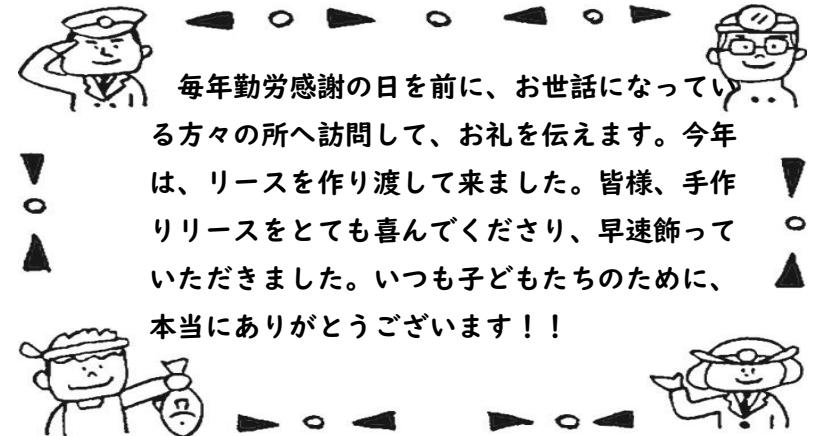 毎年勤労感謝の日を前に、お世話になってい
る方々の所へ訪問して、お礼を伝えます。今年
は、リースを作り渡して来ました。皆様、手作
りリースをとても喜んでくださり、早速飾って
いただきました。いつも子どもたちのために、
本当にありがとうございます！！